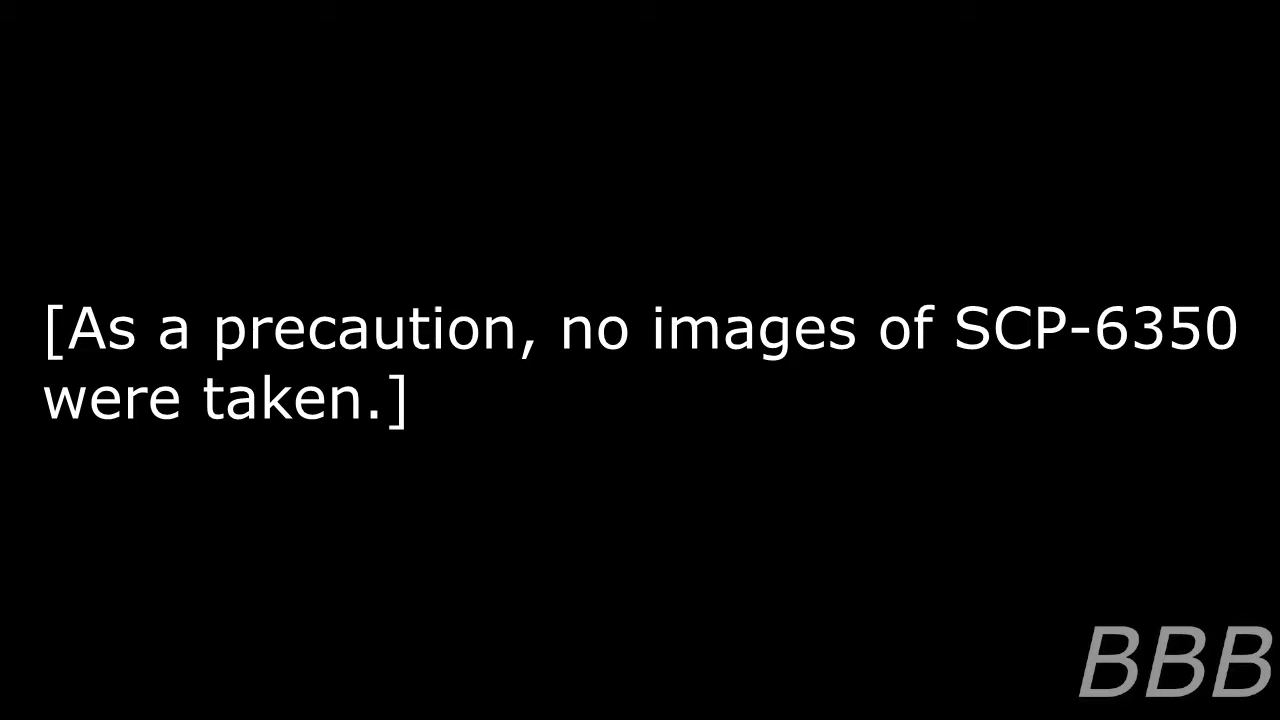 [As a precaution, no images of SCP-6350
were taken.]
BBB